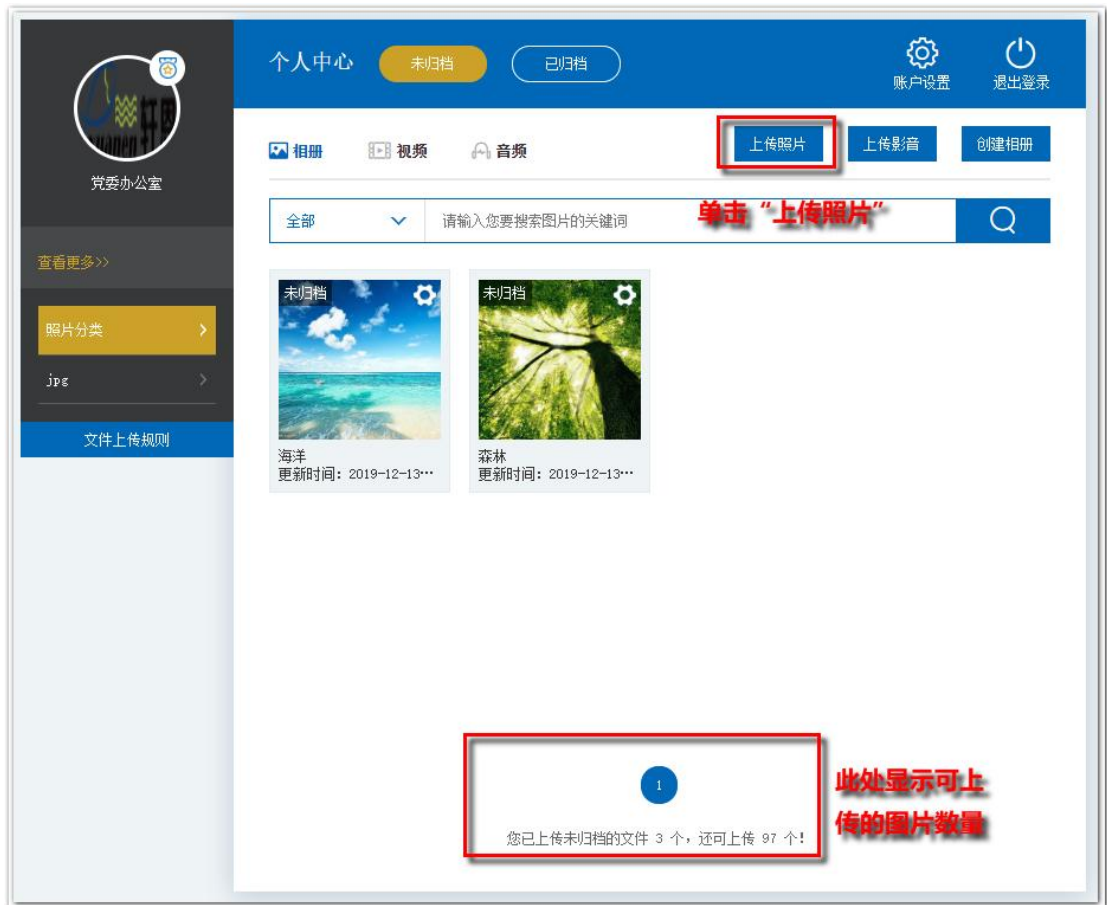 个人中心
未归档
已归档
账户设置
退出登录
轩恩
党委办公室
查看更多>>
照片分类
jpg
文件上传规则
相册
视频
音频
上传照片
上传影音
创建相册
全部
请输入您要搜索图片的关键词
单击“上传照片”
未归档
海洋
更新时间: 2019-12-13…
未归档
森林
更新时间: 2019-12-13…
1
您已上传未归档的文件 3 个,还可上传 97 个!
此处显示可上
传的图片数量